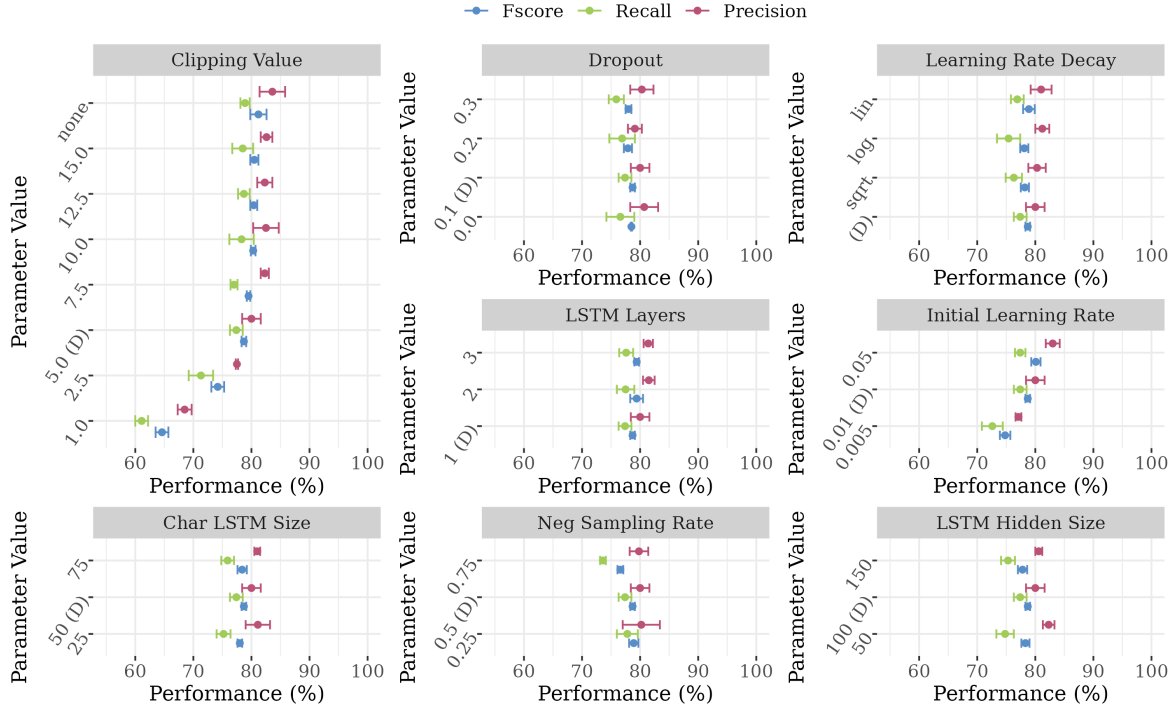 Fscore Recall Precision
Clipping Value
Parameter Value
none
15.0
12.5
10.0
7.5
5.0 (D)
2.5
1.0
60 70 80 90 100
Performance (%)
Dropout
Parameter Value
0.3
0.2
0.1 (D)
0.0
60 70 80 90 100
Performance (%)
Learning Rate Decay
Parameter Value
lin
log
sqrt
(D)
60 70 80 90 100
Performance (%)
LSTM Layers
Parameter Value
3
2
1 (D)
60 70 80 90 100
Performance (%)
Initial Learning Rate
Parameter Value
0.05
0.01 (D)
0.005
60 70 80 90 100
Performance (%)
Char LSTM Size
Parameter Value
75
50 (D)
25
60 70 80 90 100
Performance (%)
Neg Sampling Rate
Parameter Value
0.75
0.5 (D)
0.25
60 70 80 90 100
Performance (%)
LSTM Hidden Size
Parameter Value
150
100 (D)
50
60 70 80 90 100
Performance (%)